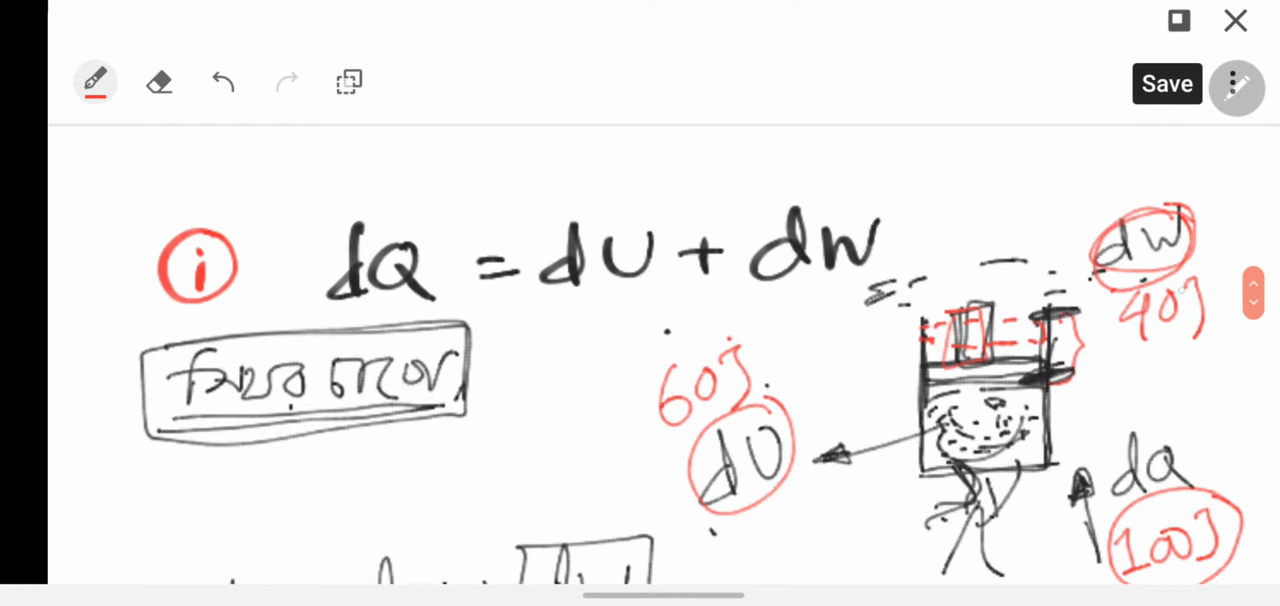 Save
i dQ = dU + dW
dW
40J
60J
dU
dQ
100J